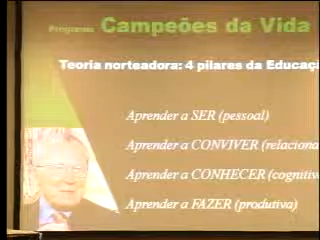 Programa: Campeões da Vida
Teoria norteadora: 4 pilares da Educaçã
Aprender a SER (pessoal)
Aprender a CONVIVER (relaciona
Aprender a CONHECER (cognitiv
Aprender a FAZER (produtiva)